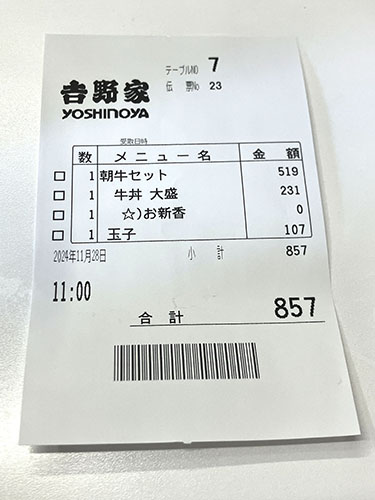 テーブルNO 7
吉野家
YOSHINOYA
伝票No 23
受取日時
数 メニュー名 金額
□ 1 朝牛セット 519
□ 1 牛丼 大盛 231
□ 1 ☆)お新香 0
□ 1 玉子 107
2024年11月28日 小計 857
11:00
合計 857